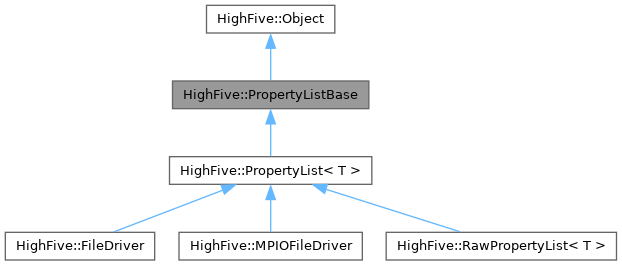 HighFive::Object
HighFive::PropertyListBase
HighFive::PropertyList< T >
HighFive::FileDriver
HighFive::MPIOFileDriver
HighFive::RawPropertyList< T >